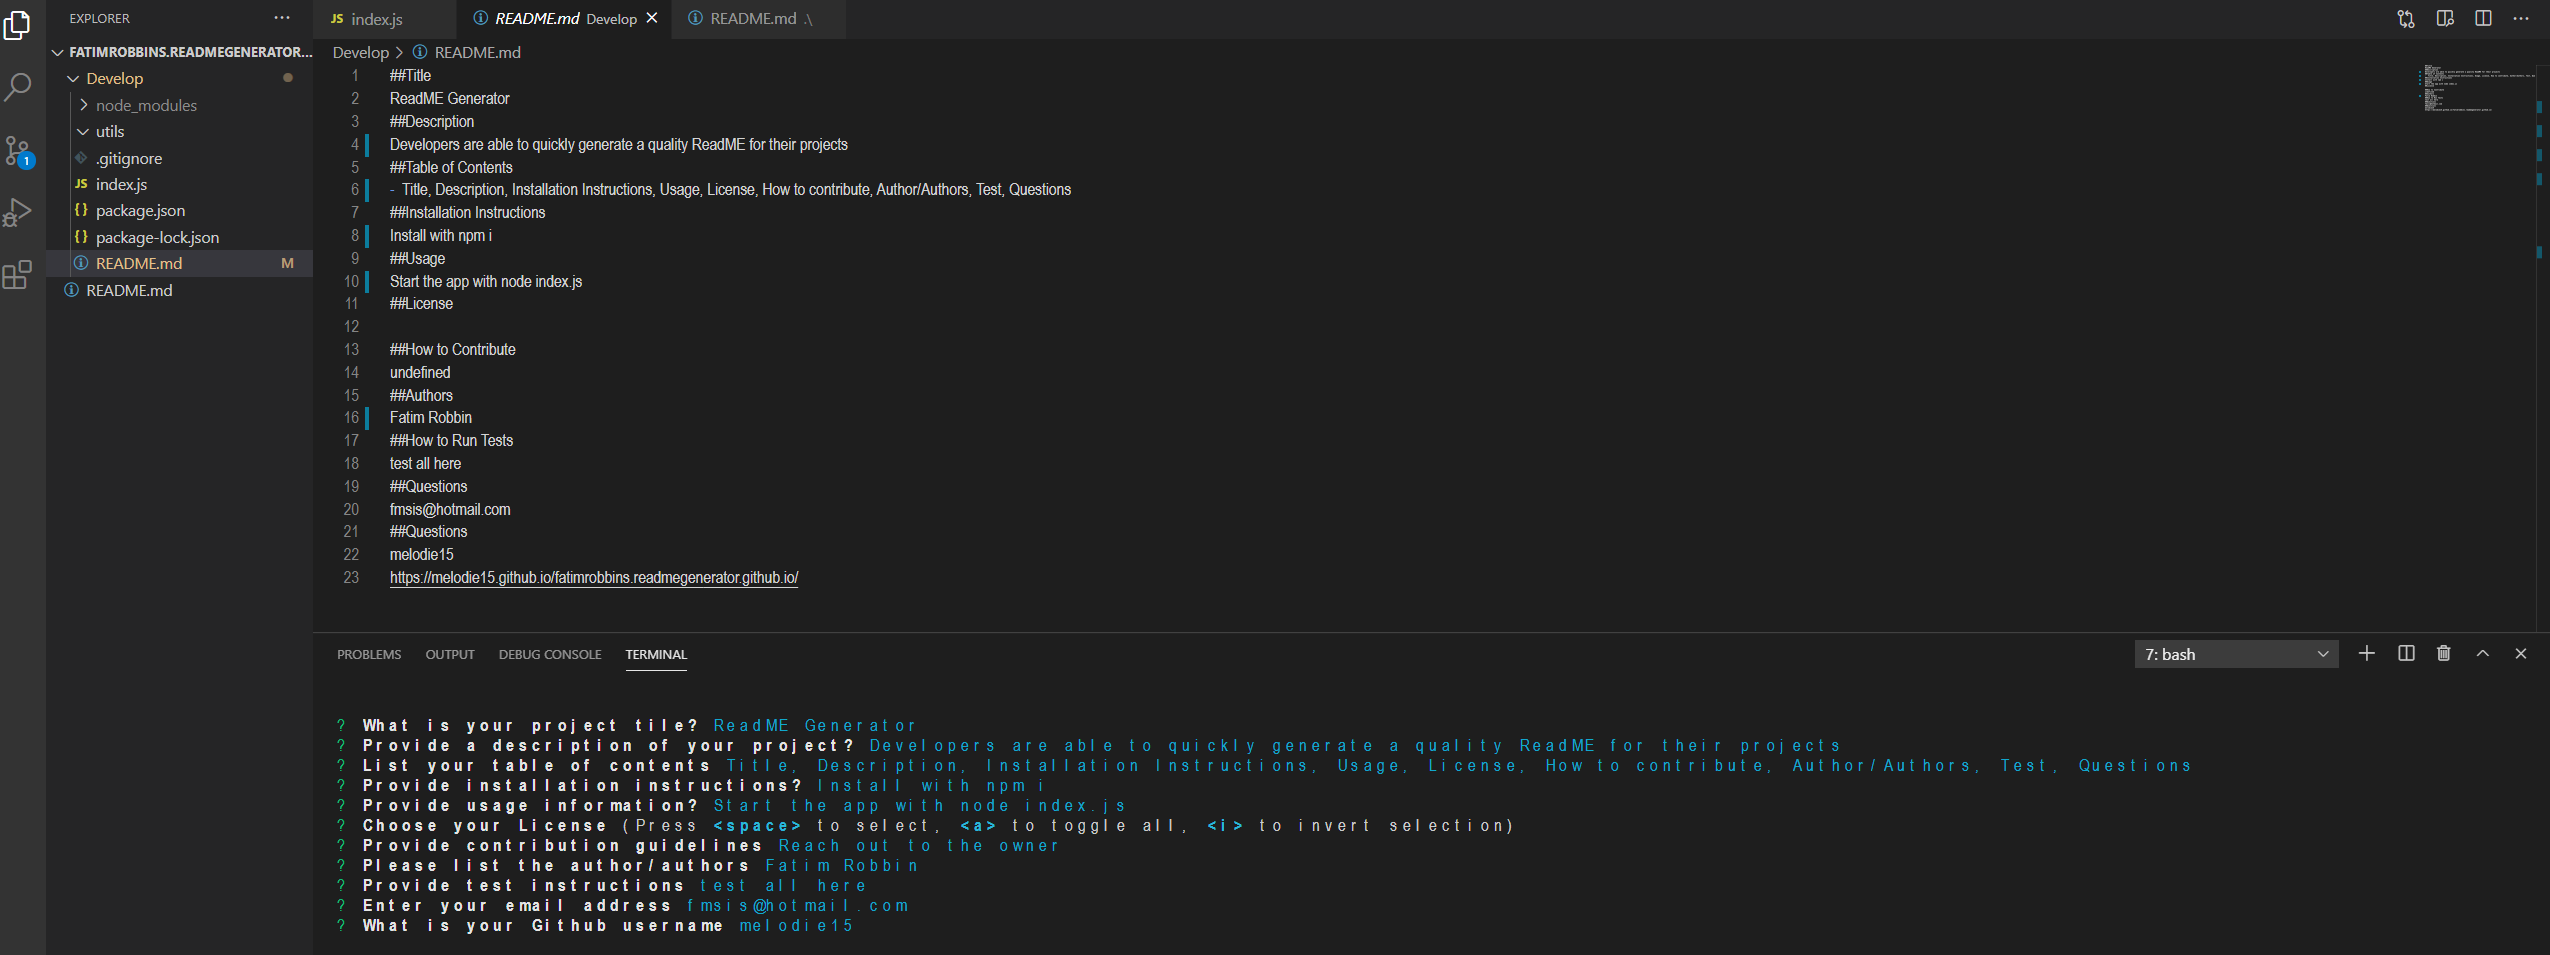 EXPLORER
FATIMROBBINS.READMEGENERATOR...
Develop
node_modules
utils
.gitignore
JS index.js
{} package.json
{} package-lock.json
README.md M
README.md
1
JS index.js
README.md Develop
README.md .\
Develop > README.md
1 ##Title
2 ReadME Generator
3 ##Description
4 Developers are able to quickly generate a quality ReadME for their projects
5 ##Table of Contents
6 - Title, Description, Installation Instructions, Usage, License, How to contribute, Author/Authors, Test, Questions
7 ##Installation Instructions
8 Install with npm i
9 ##Usage
10 Start the app with node index.js
11 ##License
12
13 ##How to Contribute
14 undefined
15 ##Authors
16 Fatim Robbin
17 ##How to Run Tests
18 test all here
19 ##Questions
20 fmsis@hotmail.com
21 ##Questions
22 melodie15
23 https://melodie15.github.io/fatimrobbins.readmegenerator.github.io/
PROBLEMS OUTPUT DEBUG CONSOLE TERMINAL
7: bash
? What is your project tile? ReadME Generator
? Provide a description of your project? Developers are able to quickly generate a quality ReadME for their projects
? List your table of contents Title, Description, Installation Instructions, Usage, License, How to contribute, Author/Authors, Test, Questions
? Provide installation instructions? Install with npm i
? Provide usage information? Start the app with node index.js
? Choose your License (Press <space> to select, <a> to toggle all, <i> to invert selection)
? Provide contribution guidelines Reach out to the owner
? Please list the author/authors Fatim Robbin
? Provide test instructions test all here
? Enter your email address fmsis@hotmail.com
? What is your Github username melodie15